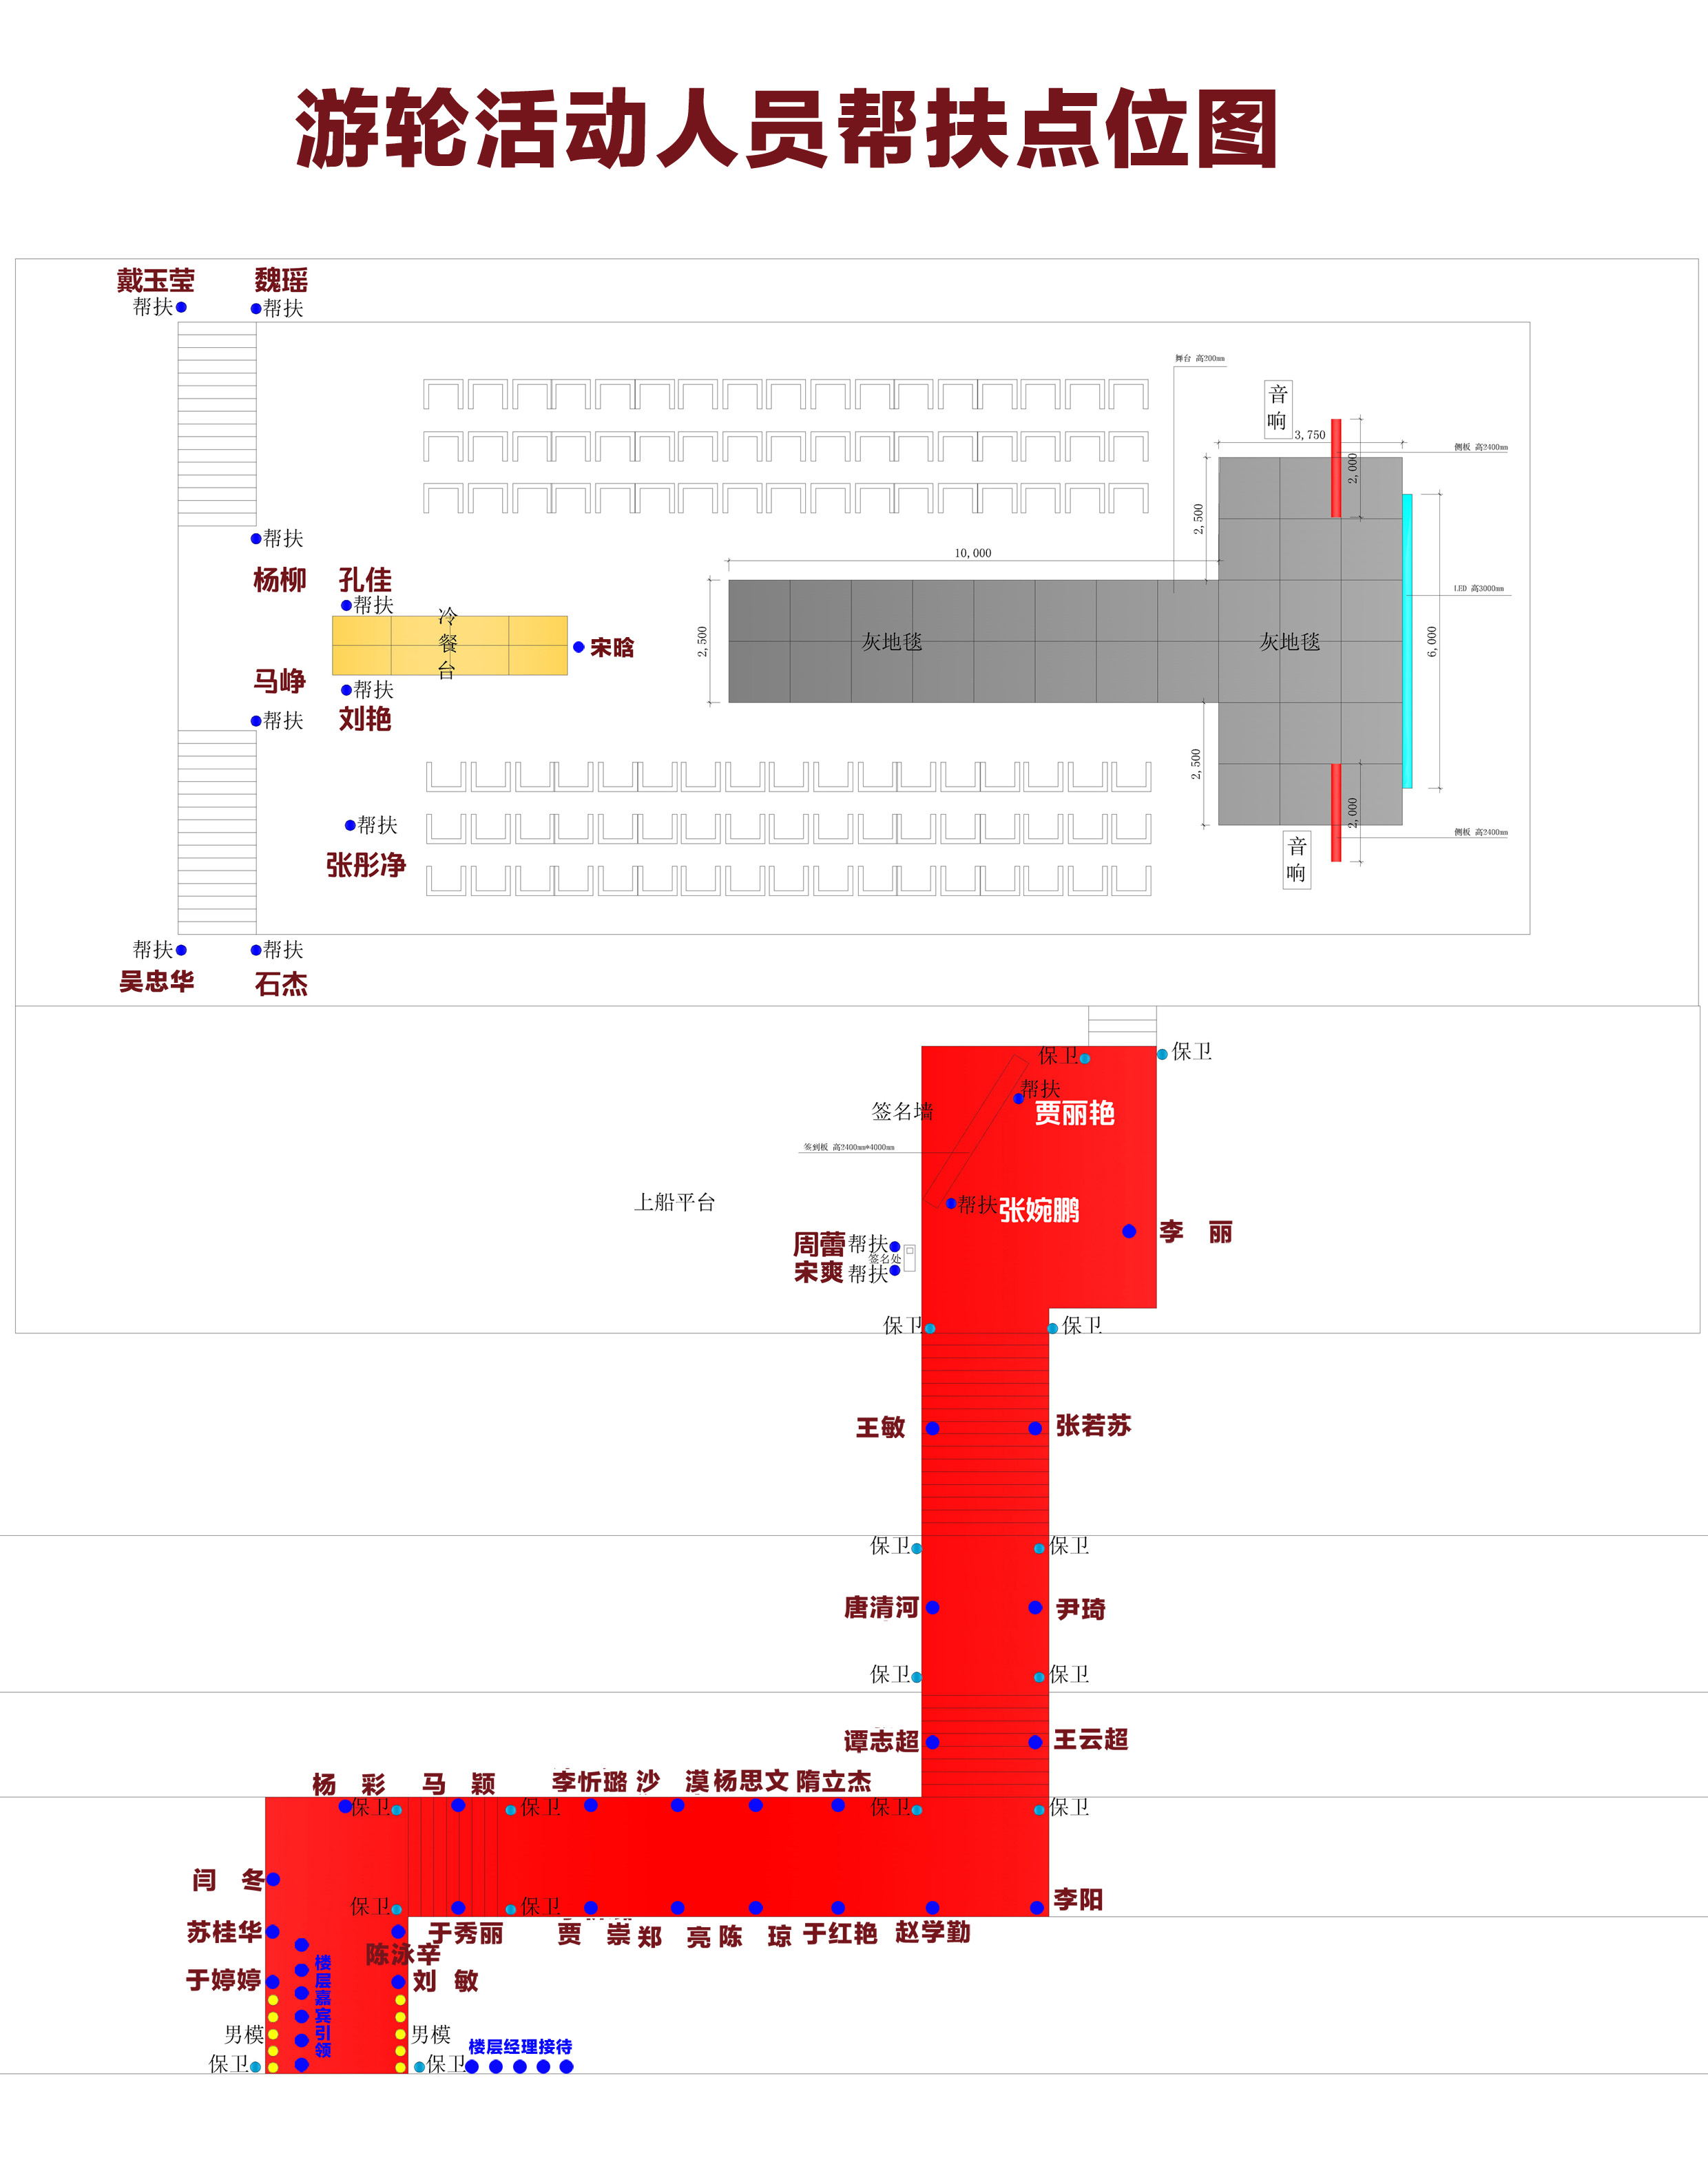 游轮活动人员帮扶点位图
戴玉莹 魏瑶
帮扶 帮扶
舞台 高200mm
音响
3,750
侧板 高2400mm
2,000
2,500
帮扶
10,000
杨柳 孔佳
帮扶
LED 高3000mm
冷餐台
宋晗
2,500
灰地毯 灰地毯
6,000
马峥
帮扶
刘艳
帮扶
2,500
帮扶
张彤净
2,000
侧板 高2400mm
音响
帮扶 帮扶
吴忠华 石杰
保卫 保卫
帮扶
签名墙
贾丽艳
签到板 高2400mm*4000mm
上船平台
帮扶 张婉鹏
李 丽
周蕾 帮扶
签名处
宋爽 帮扶
保卫 保卫
王敏 张若苏
保卫 保卫
唐清河 尹琦
保卫 保卫
谭志超 王云超
杨 彩 马 颖 李忻璐 沙 漠 杨思文 隋立杰
保卫 保卫 保卫 保卫
闫 冬
保卫 保卫
李阳
苏桂华 于秀丽 贾 崇 郑 亮 陈 琼 于红艳 赵学勤
陈泳辛
于婷婷 刘 敏
楼层嘉宾引领
男模 男模
楼层经理接待
保卫 保卫